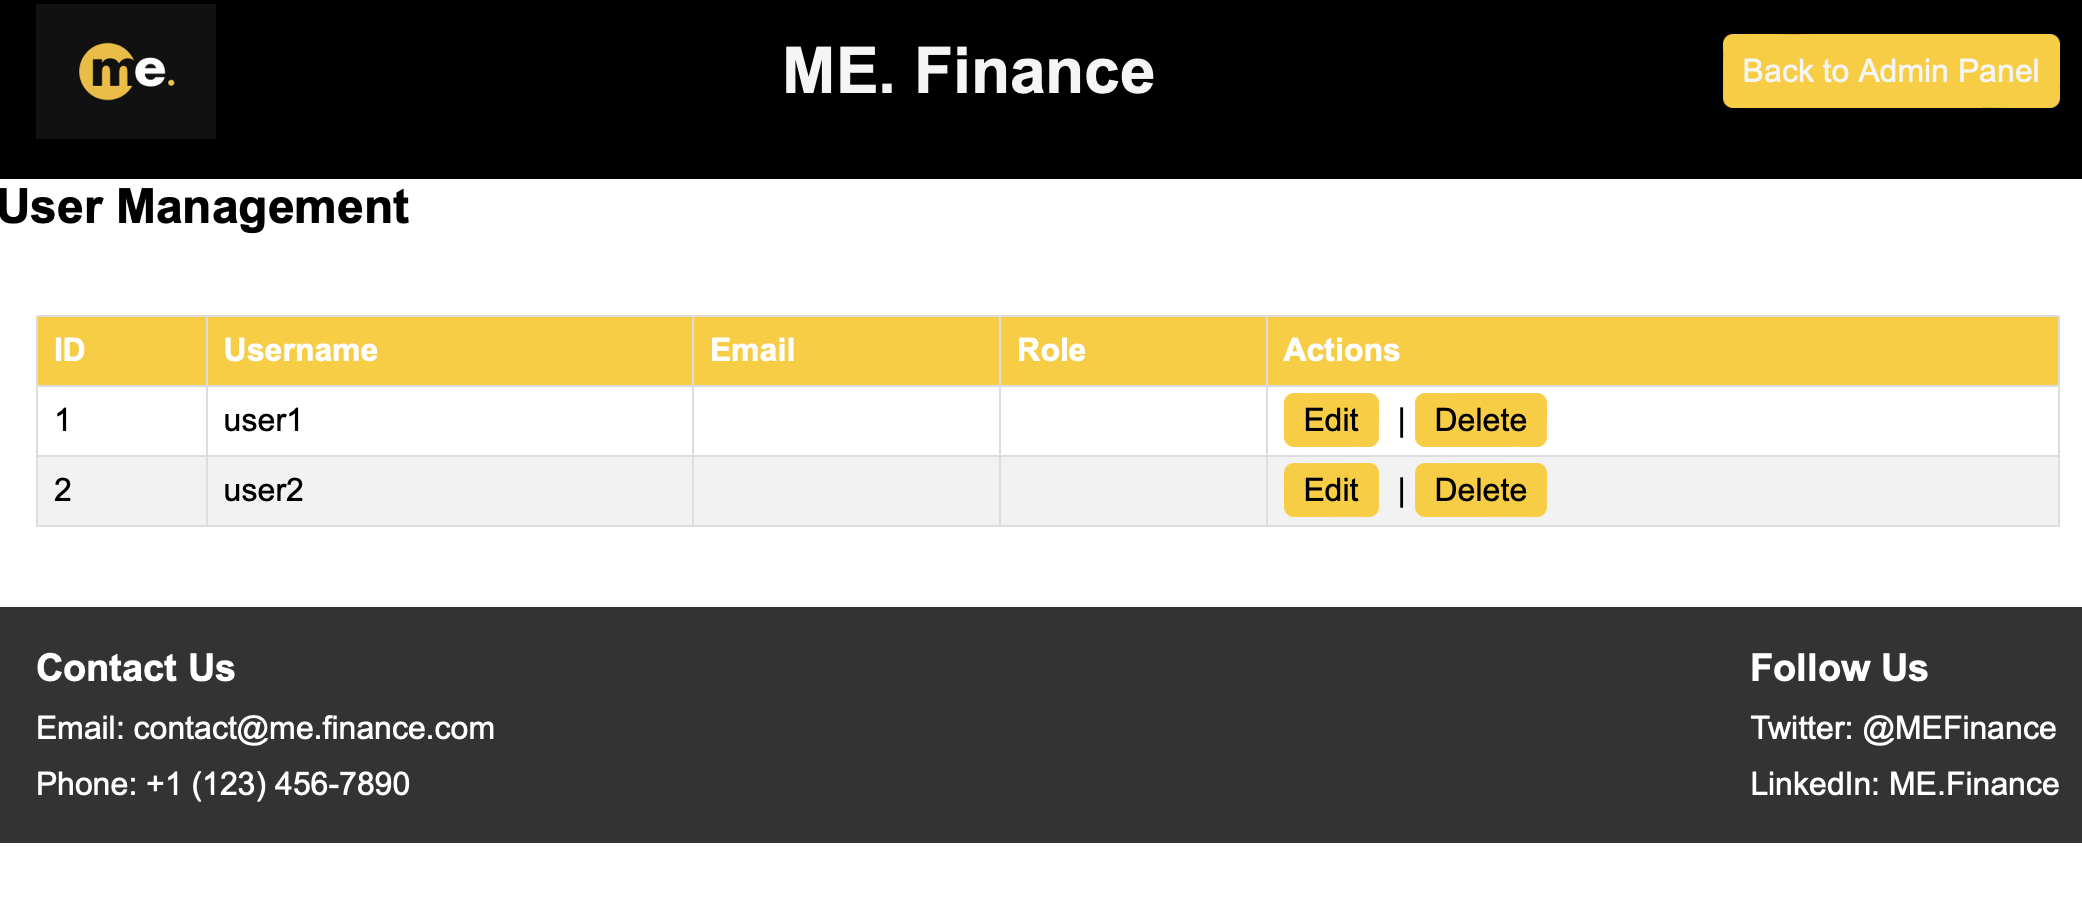 me.
ME. Finance
Back to Admin Panel
User Management
ID Username Email Role Actions
1 user1 Edit | Delete
2 user2 Edit | Delete
Contact Us
Email: contact@me.finance.com
Phone: +1 (123) 456-7890
Follow Us
Twitter: @MEFinance
LinkedIn: ME.Finance